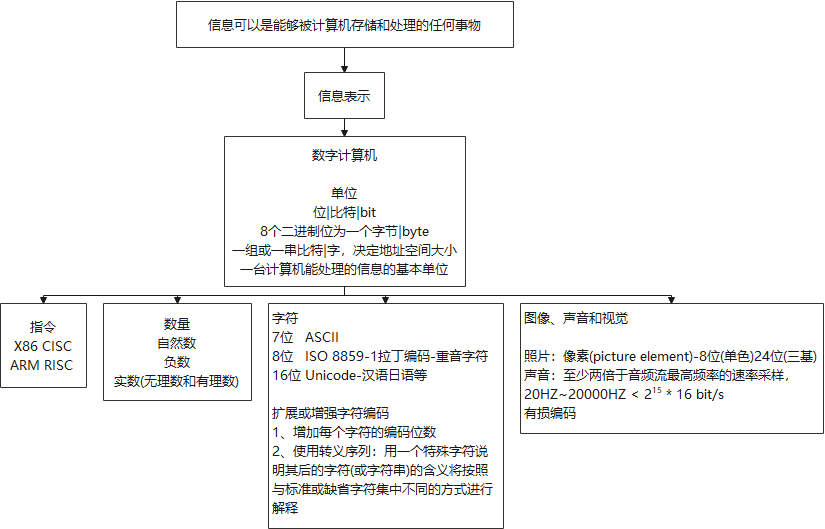 信息可以是能够被计算机存储和处理的任何事物
信息表示
数字计算机
单位
位|比特|bit
8个二进制位为一个字节|byte
一组或一串比特|字，决定地址空间大小
一台计算机能处理的信息的基本单位
指令
X86 CISC
ARM RISC
数量
自然数
负数
实数(无理数和有理数)
字符
7位 ASCII
8位 ISO 8859-1拉丁编码-重音字符
16位 Unicode-汉语日语等
扩展或增强字符编码
1、增加每个字符的编码位数
2、使用转义序列：用一个特殊字符说
明其后的字符(或字符串)的含义将按照
与标准或缺省字符集中不同的方式进行
解释
图像、声音和视觉
照片：像素(picture element)-8位(单色)24位(三基)
声音：至少两倍于音频流最高频率的速率采样，
20HZ~20000HZ < 2¹⁵ * 16 bit/s
有损编码